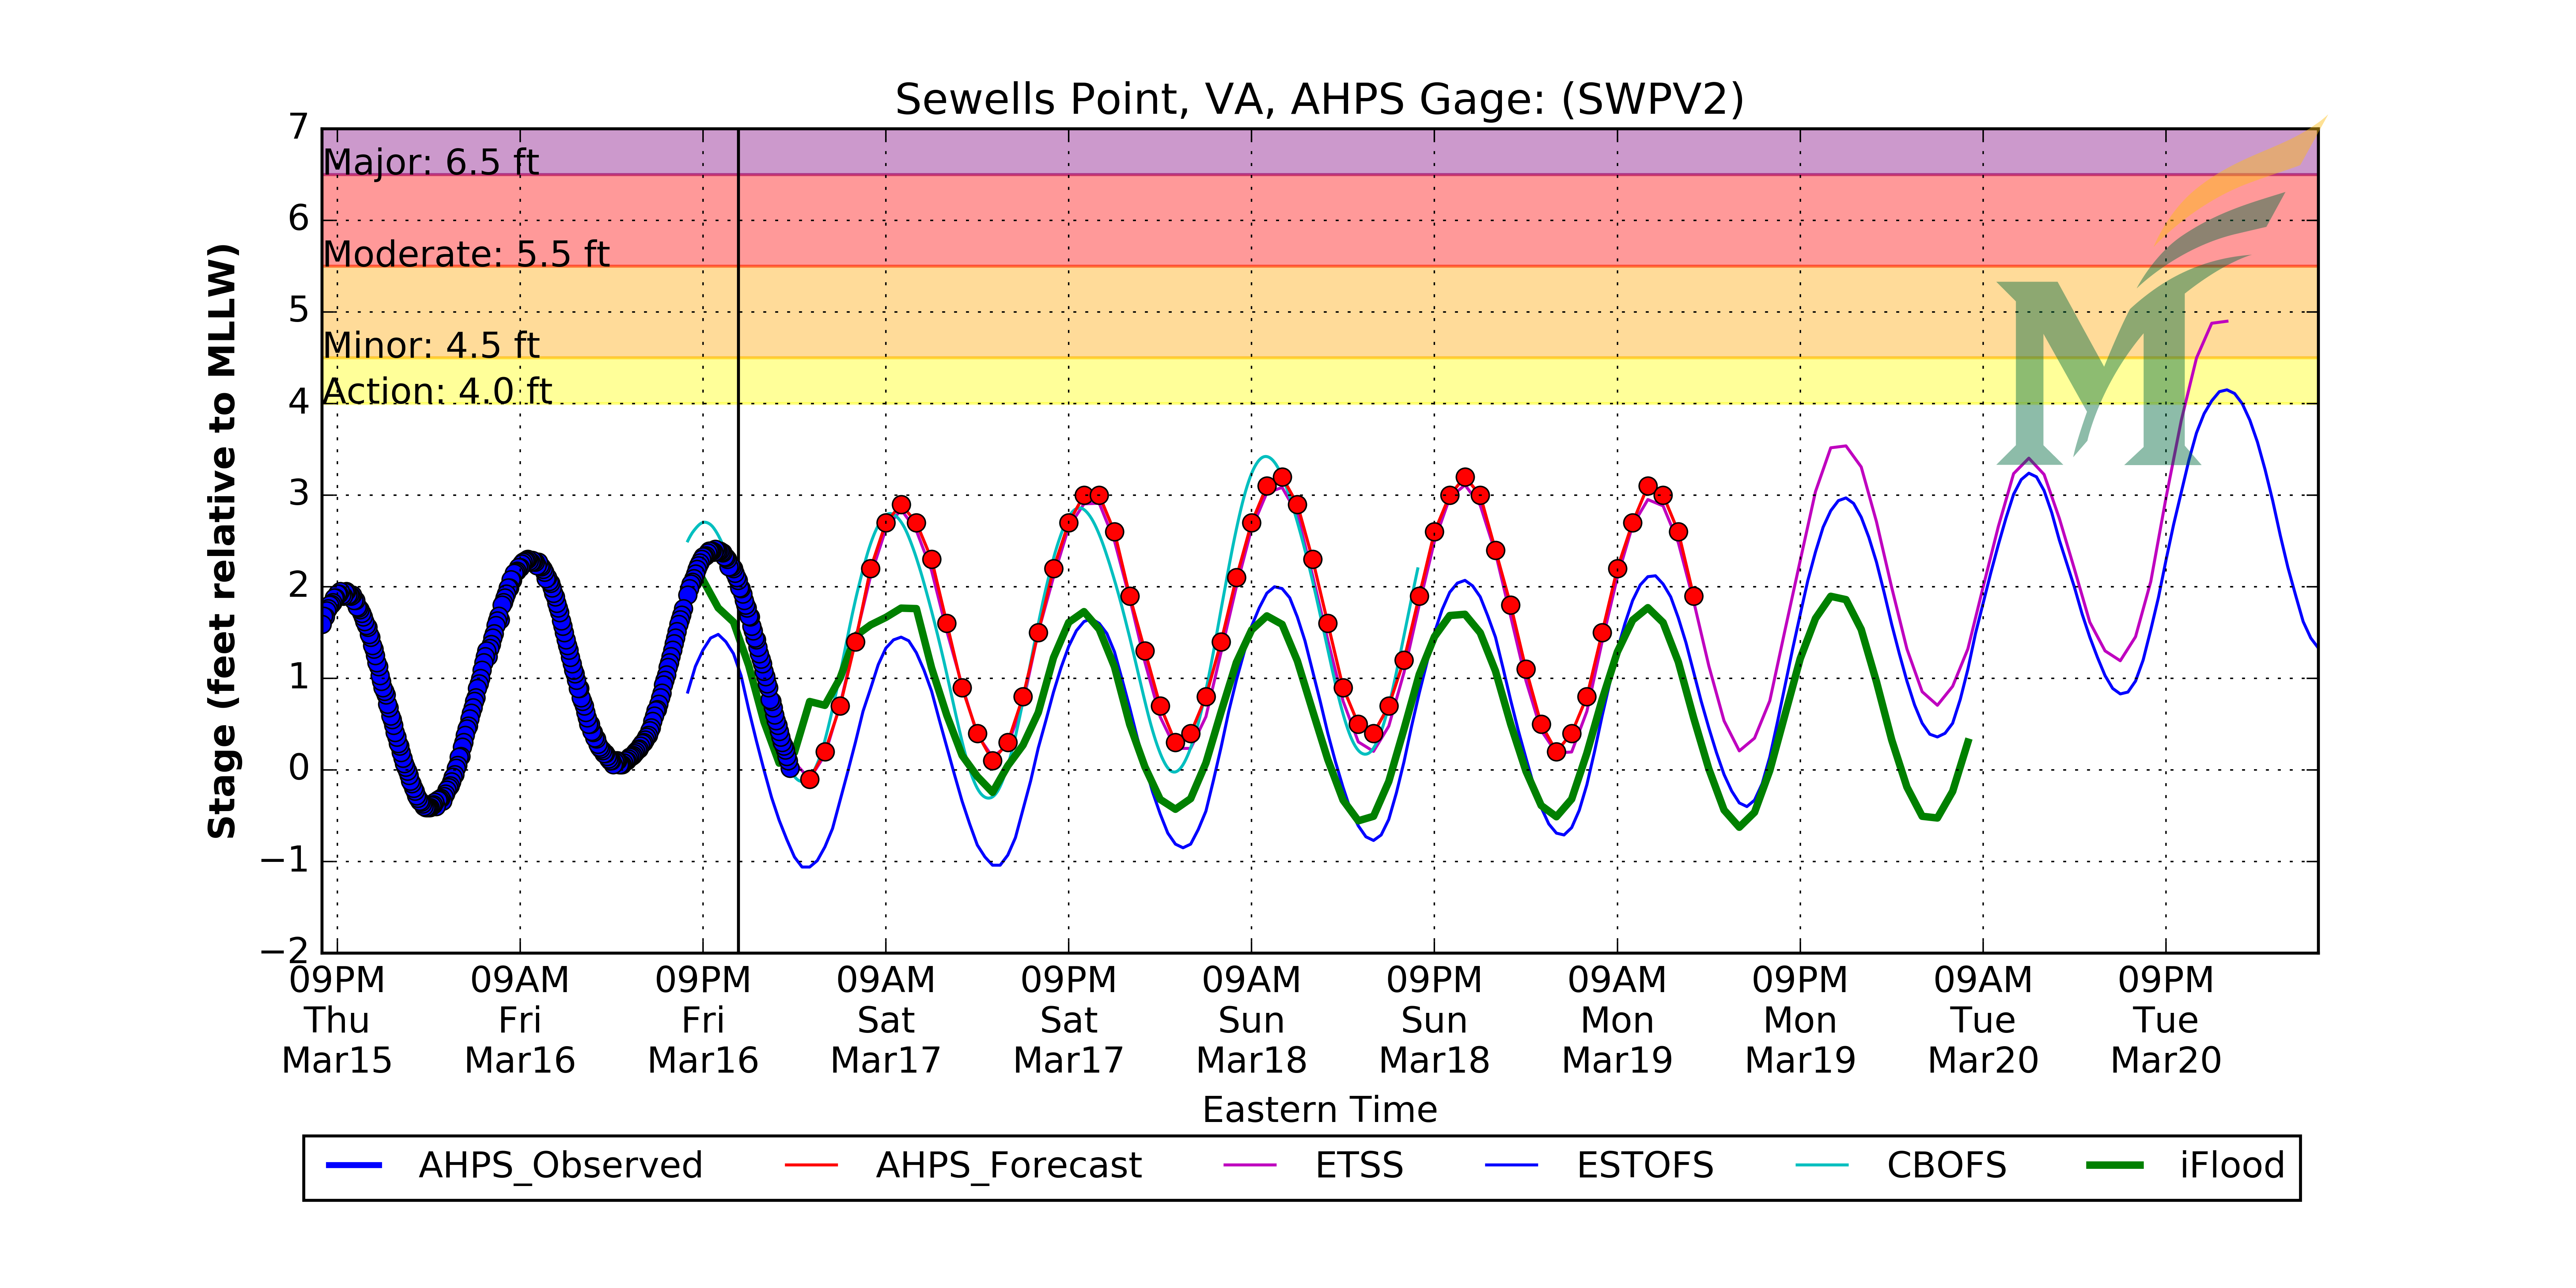 Sewells Point, VA, AHPS Gage: (SWPV2)
Stage (feet relative to MLLW)
7
6
5
4
3
2
1
0
−1
−2
Major: 6.5 ft
Moderate: 5.5 ft
Minor: 4.5 ft
Action: 4.0 ft
M
09PM 09AM 09PM 09AM 09PM 09AM 09PM 09AM 09PM 09AM 09PM
Thu Fri Fri Sat Sat Sun Sun Mon Mon Tue Tue
Mar15 Mar16 Mar16 Mar17 Mar17 Mar18 Mar18 Mar19 Mar19 Mar20 Mar20
Eastern Time
AHPS_Observed AHPS_Forecast ETSS ESTOFS CBOFS iFlood